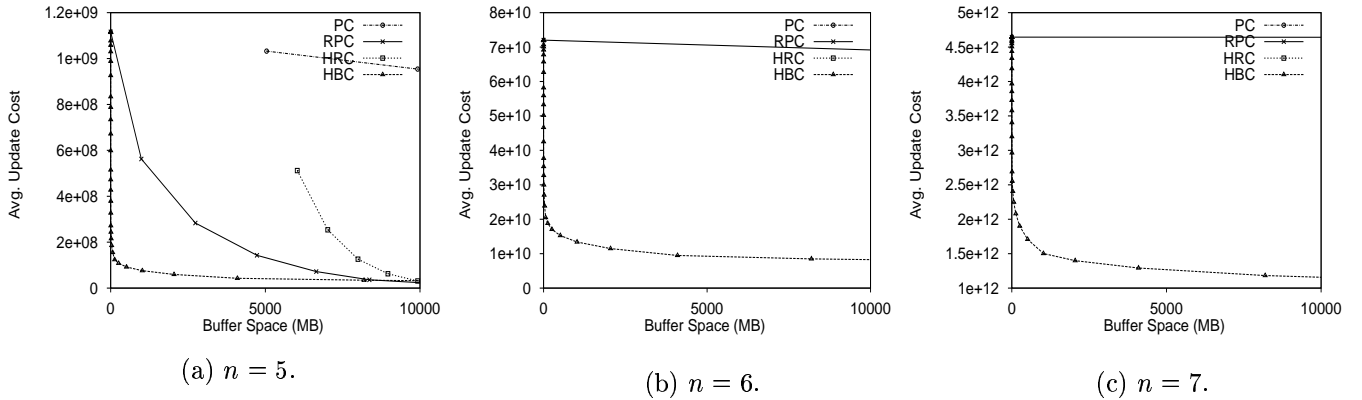 1.2e+09
1e+09
8e+08
6e+08
4e+08
2e+08
0
Avg. Update Cost
PC
RPC
HRC
HBC
0
5000
10000
Buffer Space (MB)
(a) n = 5.
8e+10
7e+10
6e+10
5e+10
4e+10
3e+10
2e+10
1e+10
0
Avg. Update Cost
PC
RPC
HRC
HBC
0
5000
10000
Buffer Space (MB)
(b) n = 6.
5e+12
4.5e+12
4e+12
3.5e+12
3e+12
2.5e+12
2e+12
1.5e+12
1e+12
Avg. Update Cost
PC
RPC
HRC
HBC
0
5000
10000
Buffer Space (MB)
(c) n = 7.